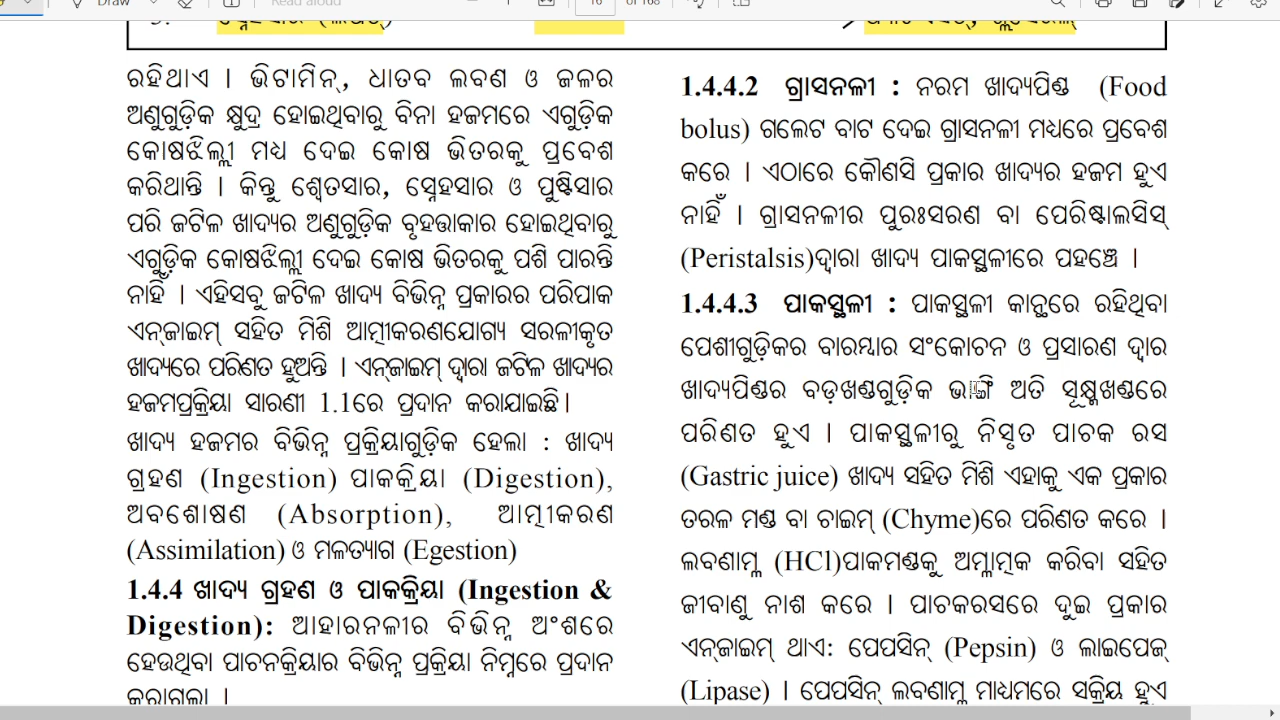 Draw
Read aloud
16
of 168
ରହିଥାଏ । ଭିଟାମିନ୍, ଧାତବ ଲବଣ ଓ ଜଳର
ଅଣୁଗୁଡ଼ିକ କ୍ଷୁଦ୍ର ହୋଇଥିବାରୁ ବିନା ହଜମରେ ଏଗୁଡ଼ିକ
କୋଷଝିଲ୍ଲୀ ମଧ୍ୟ ଦେଇ କୋଷ ଭିତରକୁ ପ୍ରବେଶ
କରିଥାନ୍ତି । କିନ୍ତୁ ଶ୍ୱେତସାର, ସ୍ନେହସାର ଓ ପୁଷ୍ଟିସାର
ପରି ଜଟିଳ ଖାଦ୍ୟର ଅଣୁଗୁଡ଼ିକ ବୃହତ୍ତାକାର ହୋଇଥିବାରୁ
ଏଗୁଡ଼ିକ କୋଷଝିଲ୍ଲୀ ଦେଇ କୋଷ ଭିତରକୁ ପଶି ପାରନ୍ତି
ନାହିଁ । ଏହିସବୁ ଜଟିଳ ଖାଦ୍ୟ ବିଭିନ୍ନ ପ୍ରକାରର ପରିପାକ
ଏନ୍‌ଜାଇମ୍ ସହିତ ମିଶି ଆତ୍ମୀକରଣଯୋଗ୍ୟ ସରଳୀକୃତ
ଖାଦ୍ୟରେ ପରିଣତ ହୁଅନ୍ତି । ଏନ୍‌ଜାଇମ୍ ଦ୍ୱାରା ଜଟିଳ ଖାଦ୍ୟର
ହଜମପ୍ରକ୍ରିୟା ସାରଣୀ 1.1ରେ ପ୍ରଦାନ କରାଯାଇଛି।
ଖାଦ୍ୟ ହଜମର ବିଭିନ୍ନ ପ୍ରକ୍ରିୟାଗୁଡ଼ିକ ହେଲା : ଖାଦ୍ୟ
ଗ୍ରହଣ (Ingestion) ପାକକ୍ରିୟା (Digestion),
ଅବଶୋଷଣ (Absorption), ଆତ୍ମୀକରଣ
(Assimilation) ଓ ମଳତ୍ୟାଗ (Egestion)
1.4.4 ଖାଦ୍ୟ ଗ୍ରହଣ ଓ ପାକକ୍ରିୟା (Ingestion &
Digestion): ଆହାରନଳୀର ବିଭିନ୍ନ ଅଂଶରେ
ହେଉଥିବା ପାଚନକ୍ରିୟାର ବିଭିନ୍ନ ପ୍ରକ୍ରିୟା ନିମ୍ନରେ ପ୍ରଦାନ
କରାଗଲା ।
1.4.4.2 ଗ୍ରାସନଳୀ : ନରମ ଖାଦ୍ୟପିଣ୍ଡ (Food
bolus) ଗଲେଟ ବାଟ ଦେଇ ଗ୍ରାସନଳୀ ମଧ୍ୟରେ ପ୍ରବେଶ
କରେ । ଏଠାରେ କୌଣସି ପ୍ରକାର ଖାଦ୍ୟର ହଜମ ହୁଏ
ନାହିଁ । ଗ୍ରାସନଳୀର ପୁରଃସରଣ ବା ପେରିଷ୍ଟାଲସିସ୍
(Peristalsis)ଦ୍ୱାରା ଖାଦ୍ୟ ପାକସ୍ଥଳୀରେ ପହଞ୍ଚେ ।
1.4.4.3 ପାକସ୍ଥଳୀ : ପାକସ୍ଥଳୀ କାନ୍ଥରେ ରହିଥିବା
ପେଶୀଗୁଡ଼ିକର ବାରମ୍ବାର ସଂକୋଚନ ଓ ପ୍ରସାରଣ ଦ୍ୱାର
ଖାଦ୍ୟପିଣ୍ଡର ବଡ଼ଖଣ୍ଡଗୁଡ଼ିକ ଭାଙ୍ଗି ଅତି ସୂକ୍ଷ୍ମଖଣ୍ଡରେ
ପରିଣତ ହୁଏ । ପାକସ୍ଥଳୀରୁ ନିସୃତ ପାଚକ ରସ
(Gastric juice) ଖାଦ୍ୟ ସହିତ ମିଶି ଏହାକୁ ଏକ ପ୍ରକାର
ତରଳ ମଣ୍ଡ ବା ଚାଇମ୍ (Chyme)ରେ ପରିଣତ କରେ ।
ଲବଣାମ୍ଳ (HCl)ପାକମଣ୍ଡକୁ ଅମ୍ଳାତ୍ମକ କରିବା ସହିତ
ଜୀବାଣୁ ନାଶ କରେ । ପାଚକରସରେ ଦୁଇ ପ୍ରକାର
ଏନ୍‌ଜାଇମ୍ ଥାଏ: ପେପସିନ୍ (Pepsin) ଓ ଲାଇପେଜ୍
(Lipase) । ପେପସିନ୍ ଲବଣାମ୍ଳ ମାଧ୍ୟମରେ ସକ୍ରିୟ ହୁଏ